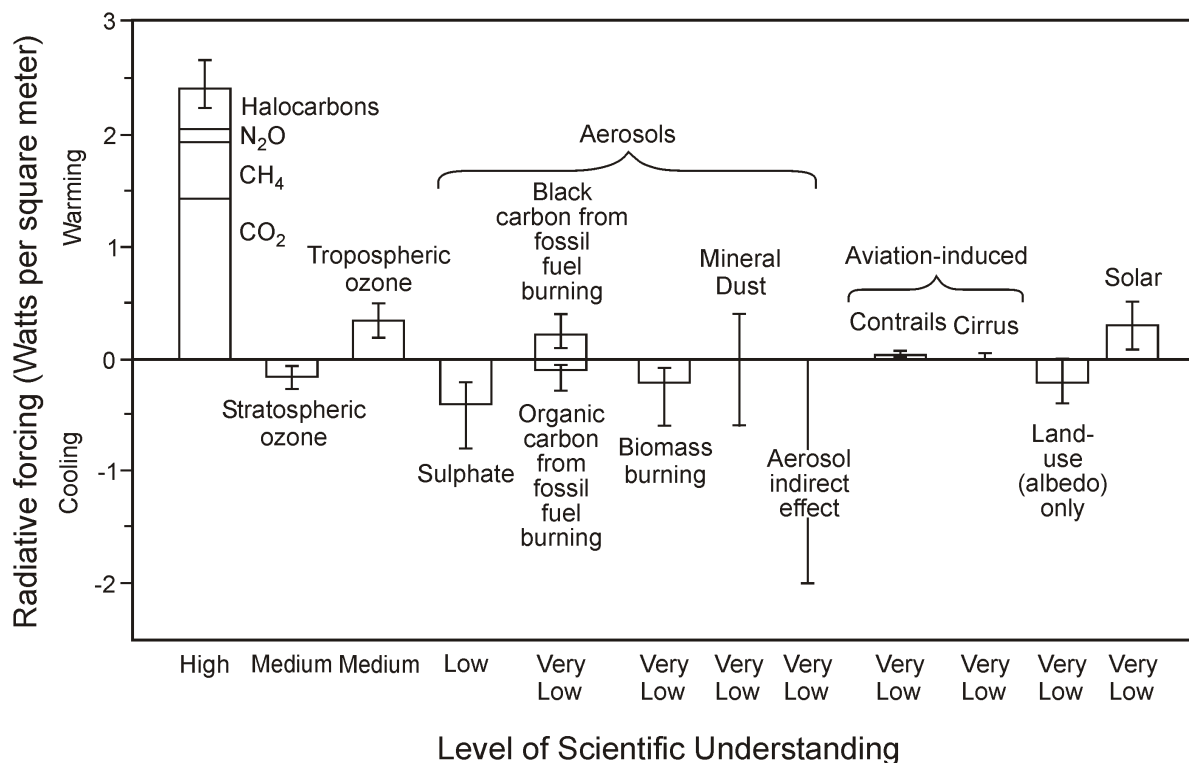 Radiative forcing (Watts per square meter)
Cooling
Warming
3
2
1
0
-1
-2
Halocarbons
N₂O
CH₄
CO₂
Stratospheric
ozone
Tropospheric
ozone
Aerosols
Sulphate
Black
carbon from
fossil
fuel
burning
Organic
carbon
from
fossil
fuel
burning
Biomass
burning
Mineral
Dust
Aerosol
indirect
effect
Aviation-induced
Contrails
Cirrus
Land-
use
(albedo)
only
Solar
High
Medium
Medium
Low
Very
Low
Very
Low
Very
Low
Very
Low
Very
Low
Very
Low
Very
Low
Very
Low
Level of Scientific Understanding